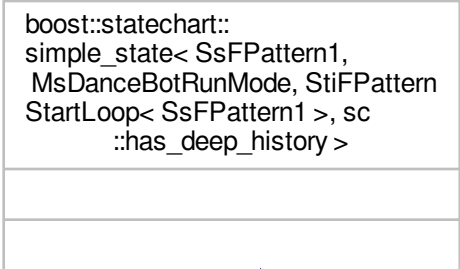 boost::statechart::
simple_state< SsFPattern1,
MsDanceBotRunMode, StiFPattern
StartLoop< SsFPattern1 >, sc
::has_deep_history >